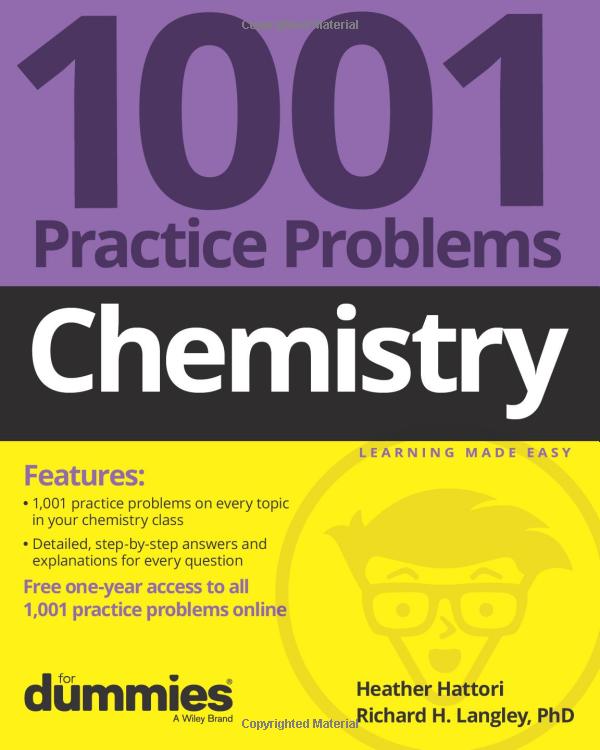 Copyrighted Material
1001
Practice Problems
Chemistry
LEARNING MADE EASY
Features:
• 1,001 practice problems on every topic
in your chemistry class
• Detailed, step-by-step answers and
explanations for every question
Free one-year access to all
1,001 practice problems online
for
dummies®
A Wiley Brand
Heather Hattori
Richard H. Langley, PhD
Copyrighted Material